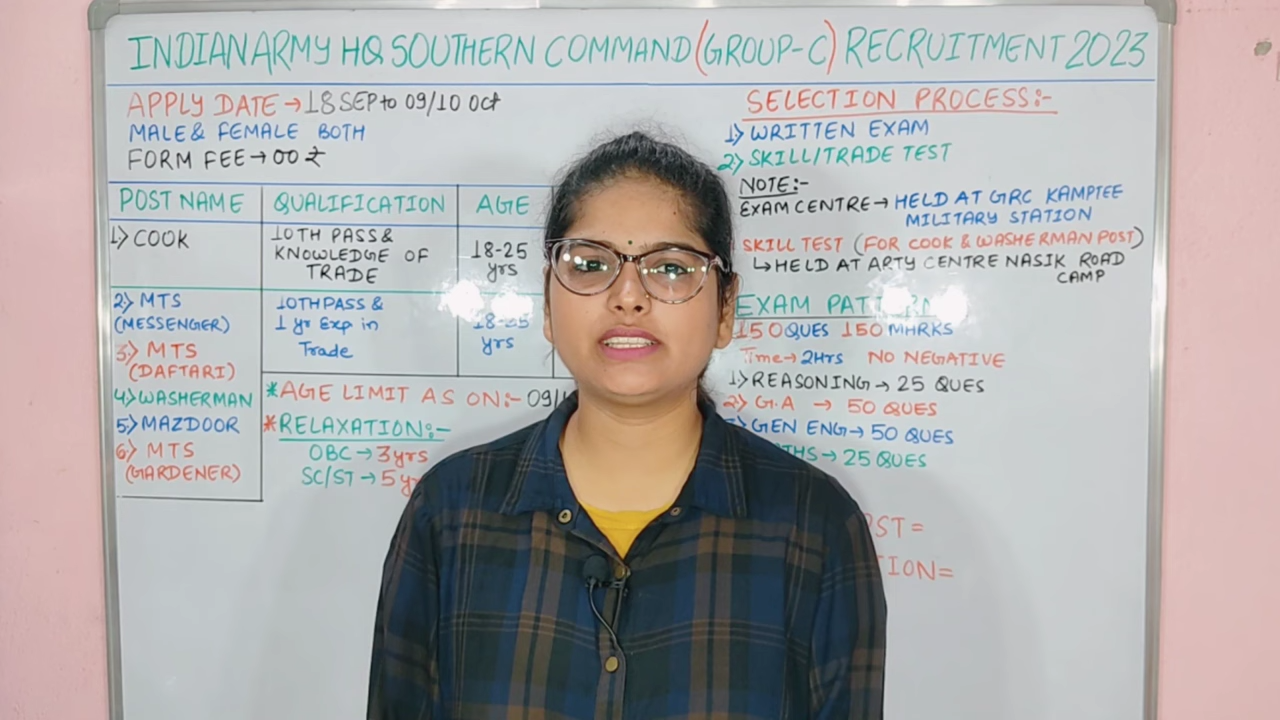 INDIAN ARMY HQ SOUTHERN COMMAND (GROUP-C) RECRUITMENT 2023
APPLY DATE → 18 SEP to 09/10 Oct
MALE & FEMALE BOTH
FORM FEE → 00 ₹
POST NAME QUALIFICATION AGE
1) COOK
10TH PASS &
KNOWLEDGE OF
TRADE
18-25
yrs
2) MTS
(MESSENGER)
3) MTS
(DAFTARI)
4) WASHERMAN
5) MAZDOOR
6) MTS
(GARDENER)
10TH PASS &
1 yr Exp in
Trade
18-25
yrs
*AGE LIMIT AS ON:- 09/
*RELAXATION:-
OBC → 3 yrs
SC/ST → 5 y
SELECTION PROCESS:-
1) WRITTEN EXAM
2) SKILL/TRADE TEST
NOTE:-
EXAM CENTRE → HELD AT GRC KAMPTEE
MILITARY STATION
SKILL TEST (FOR COOK & WASHERMAN POST)
↳ HELD AT ARTY CENTRE NASIK ROAD
CAMP
EXAM
150 QUES 150 MARKS
Time → 2Hrs NO NEGATIVE
1) REASONING → 25 QUES
2) G.A → 50 QUES
GEN ENG → 50 QUES
THS → 25 QUES
ST=
ION=